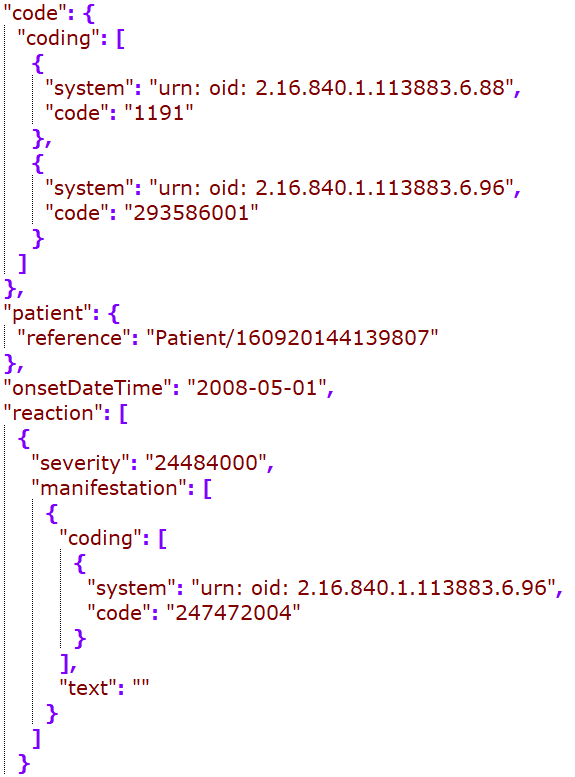 "code": {
"coding": [
{
"system": "urn: oid: 2.16.840.1.113883.6.88",
"code": "1191"
},
{
"system": "urn: oid: 2.16.840.1.113883.6.96",
"code": "293586001"
}
]
},
"patient": {
"reference": "Patient/160920144139807"
},
"onsetDateTime": "2008-05-01",
"reaction": [
{
"severity": "24484000",
"manifestation": [
{
"coding": [
{
"system": "urn: oid: 2.16.840.1.113883.6.96",
"code": "247472004"
}
],
"text": ""
}
]
}